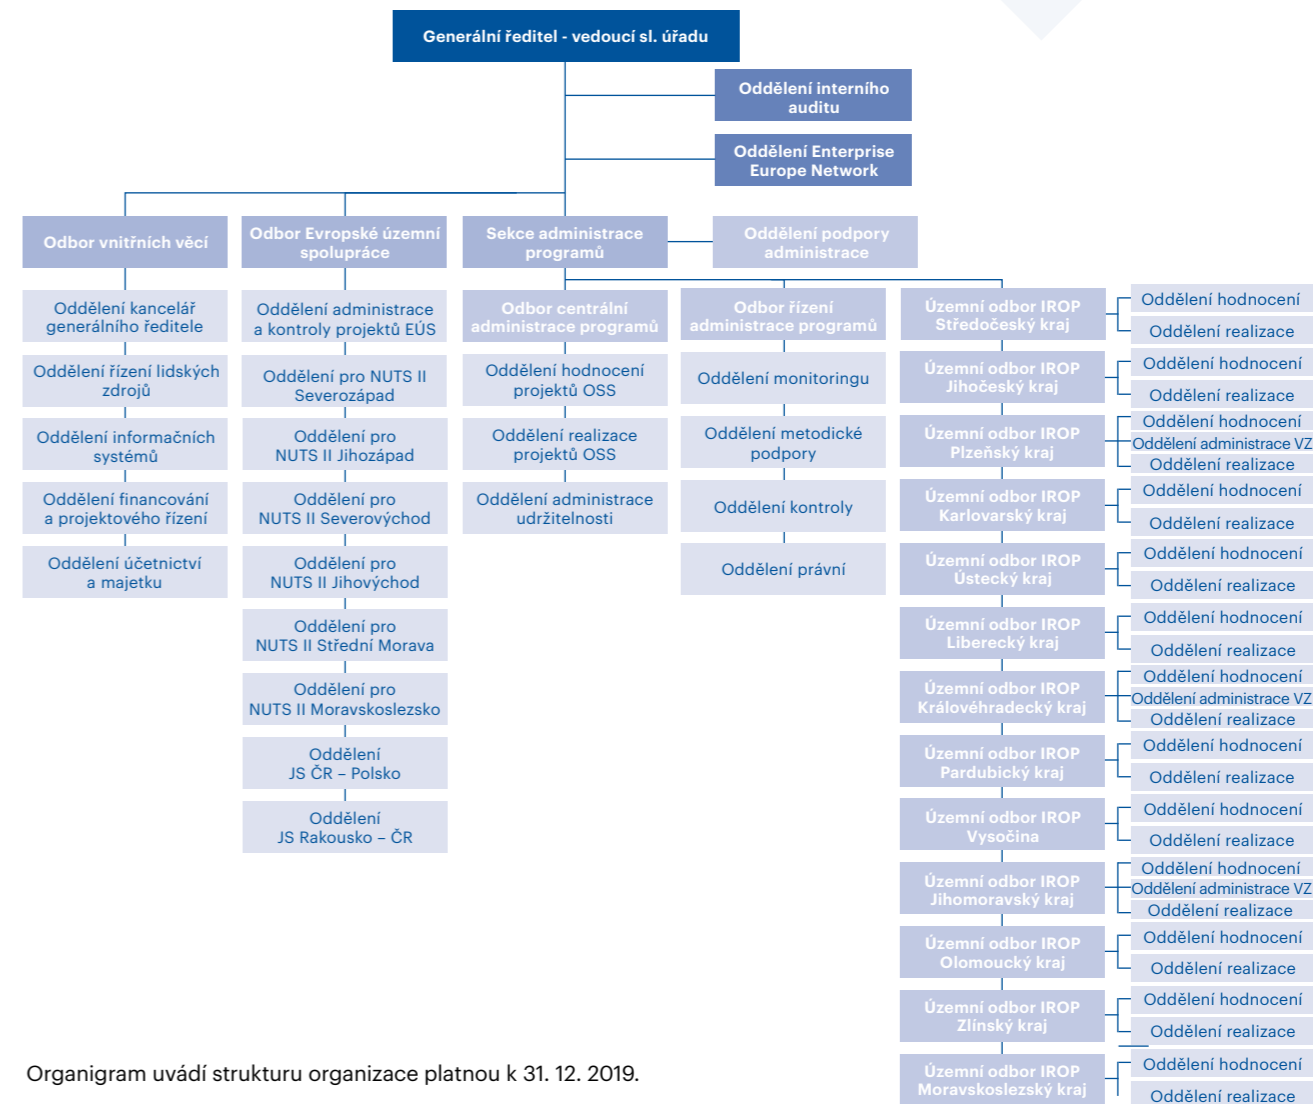 Generální ředitel - vedoucí sl. úřadu
Oddělení interního
auditu
Oddělení Enterprise
Europe Network
Odbor vnitřních věcí
Odbor Evropské územní
spolupráce
Sekce administrace
programů
Oddělení podpory
administrace
Oddělení kancelář
generálního ředitele
Oddělení řízení lidských
zdrojů
Oddělení informačních
systémů
Oddělení financování
a projektového řízení
Oddělení účetnictví
a majetku
Oddělení administrace
a kontroly projektů EÚS
Oddělení pro NUTS II
Severozápad
Oddělení pro
NUTS II Jihozápad
Oddělení pro
NUTS II Severovýchod
Oddělení pro
NUTS II Jihovýchod
Oddělení pro
NUTS II Střední Morava
Oddělení pro
NUTS II Moravskoslezsko
Oddělení
JS ČR – Polsko
Oddělení
JS Rakousko – ČR
Odbor centrální
administrace programů
Oddělení hodnocení
projektů OSS
Oddělení realizace
projektů OSS
Oddělení administrace
udržitelnosti
Odbor řízení
administrace programů
Oddělení monitoringu
Oddělení metodické
podpory
Oddělení kontroly
Oddělení právní
Územní odbor IROP
Středočeský kraj
Oddělení hodnocení
Oddělení realizace
Územní odbor IROP
Jihočeský kraj
Oddělení hodnocení
Oddělení realizace
Územní odbor IROP
Plzeňský kraj
Oddělení hodnocení
Oddělení administrace VZ
Oddělení realizace
Územní odbor IROP
Karlovarský kraj
Oddělení hodnocení
Oddělení realizace
Územní odbor IROP
Ústecký kraj
Oddělení hodnocení
Oddělení realizace
Územní odbor IROP
Liberecký kraj
Oddělení hodnocení
Oddělení realizace
Územní odbor IROP
Královéhradecký kraj
Oddělení hodnocení
Oddělení administrace VZ
Oddělení realizace
Územní odbor IROP
Pardubický kraj
Oddělení hodnocení
Oddělení realizace
Územní odbor IROP
Vysočina
Oddělení hodnocení
Oddělení realizace
Územní odbor IROP
Jihomoravský kraj
Oddělení hodnocení
Oddělení administrace VZ
Oddělení realizace
Územní odbor IROP
Olomoucký kraj
Oddělení hodnocení
Oddělení realizace
Územní odbor IROP
Zlínský kraj
Oddělení hodnocení
Oddělení realizace
Územní odbor IROP
Moravskoslezský kraj
Oddělení hodnocení
Oddělení realizace
Organigram uvádí strukturu organizace platnou k 31. 12. 2019.